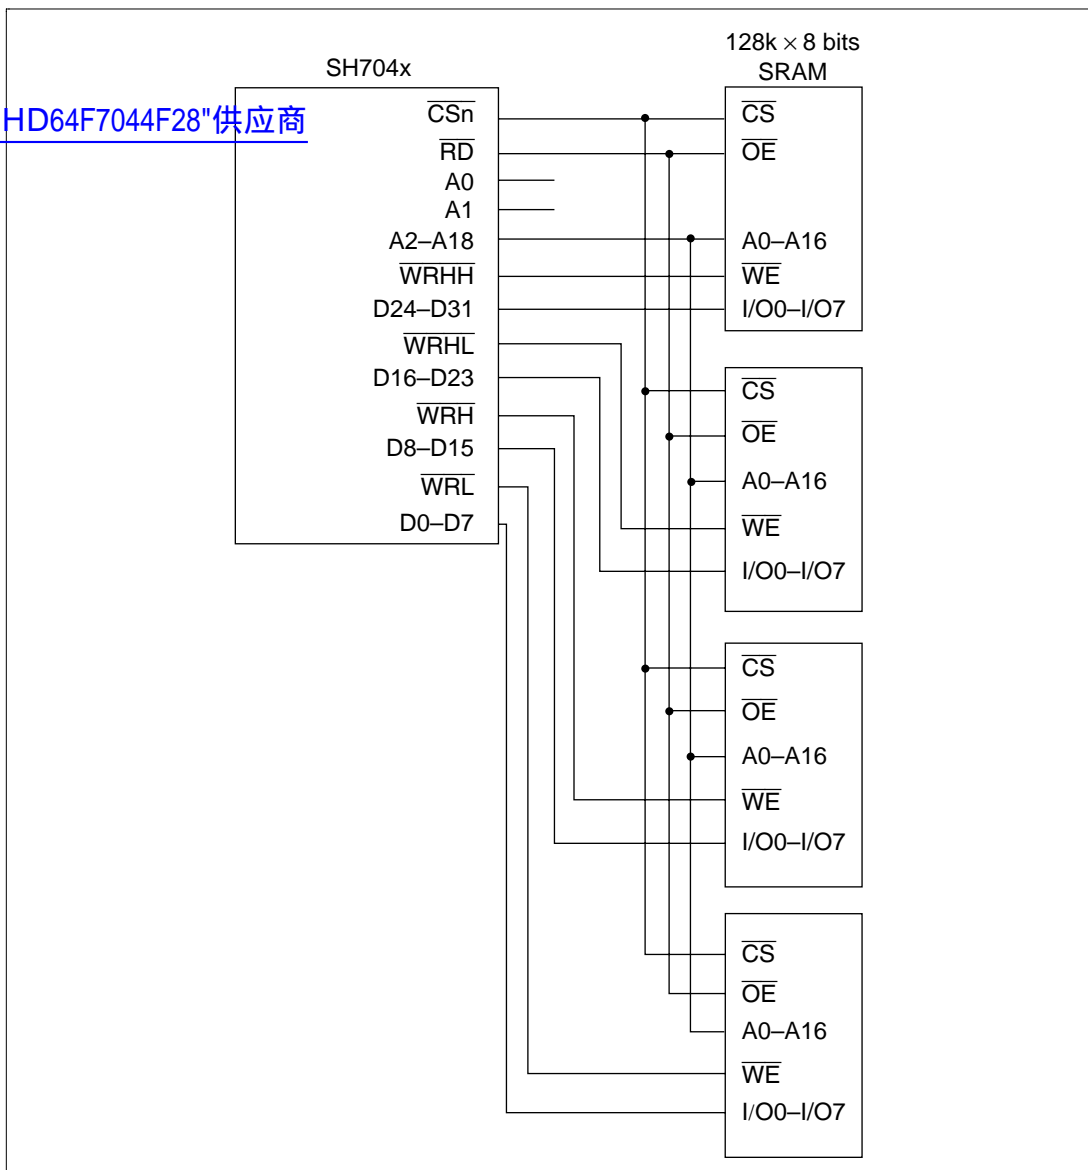 128k × 8 bits
SRAM
SH704x
HD64F7044F28"供应商
CSn
RD
A0
A1
A2–A18
WRHH
D24–D31
WRHL
D16–D23
WRH
D8–D15
WRL
D0–D7
CS
OE
A0–A16
WE
I/O0–I/O7
CS
OE
A0–A16
WE
I/O0–I/O7
CS
OE
A0–A16
WE
I/O0–I/O7
CS
OE
A0–A16
WE
I/O0–I/O7